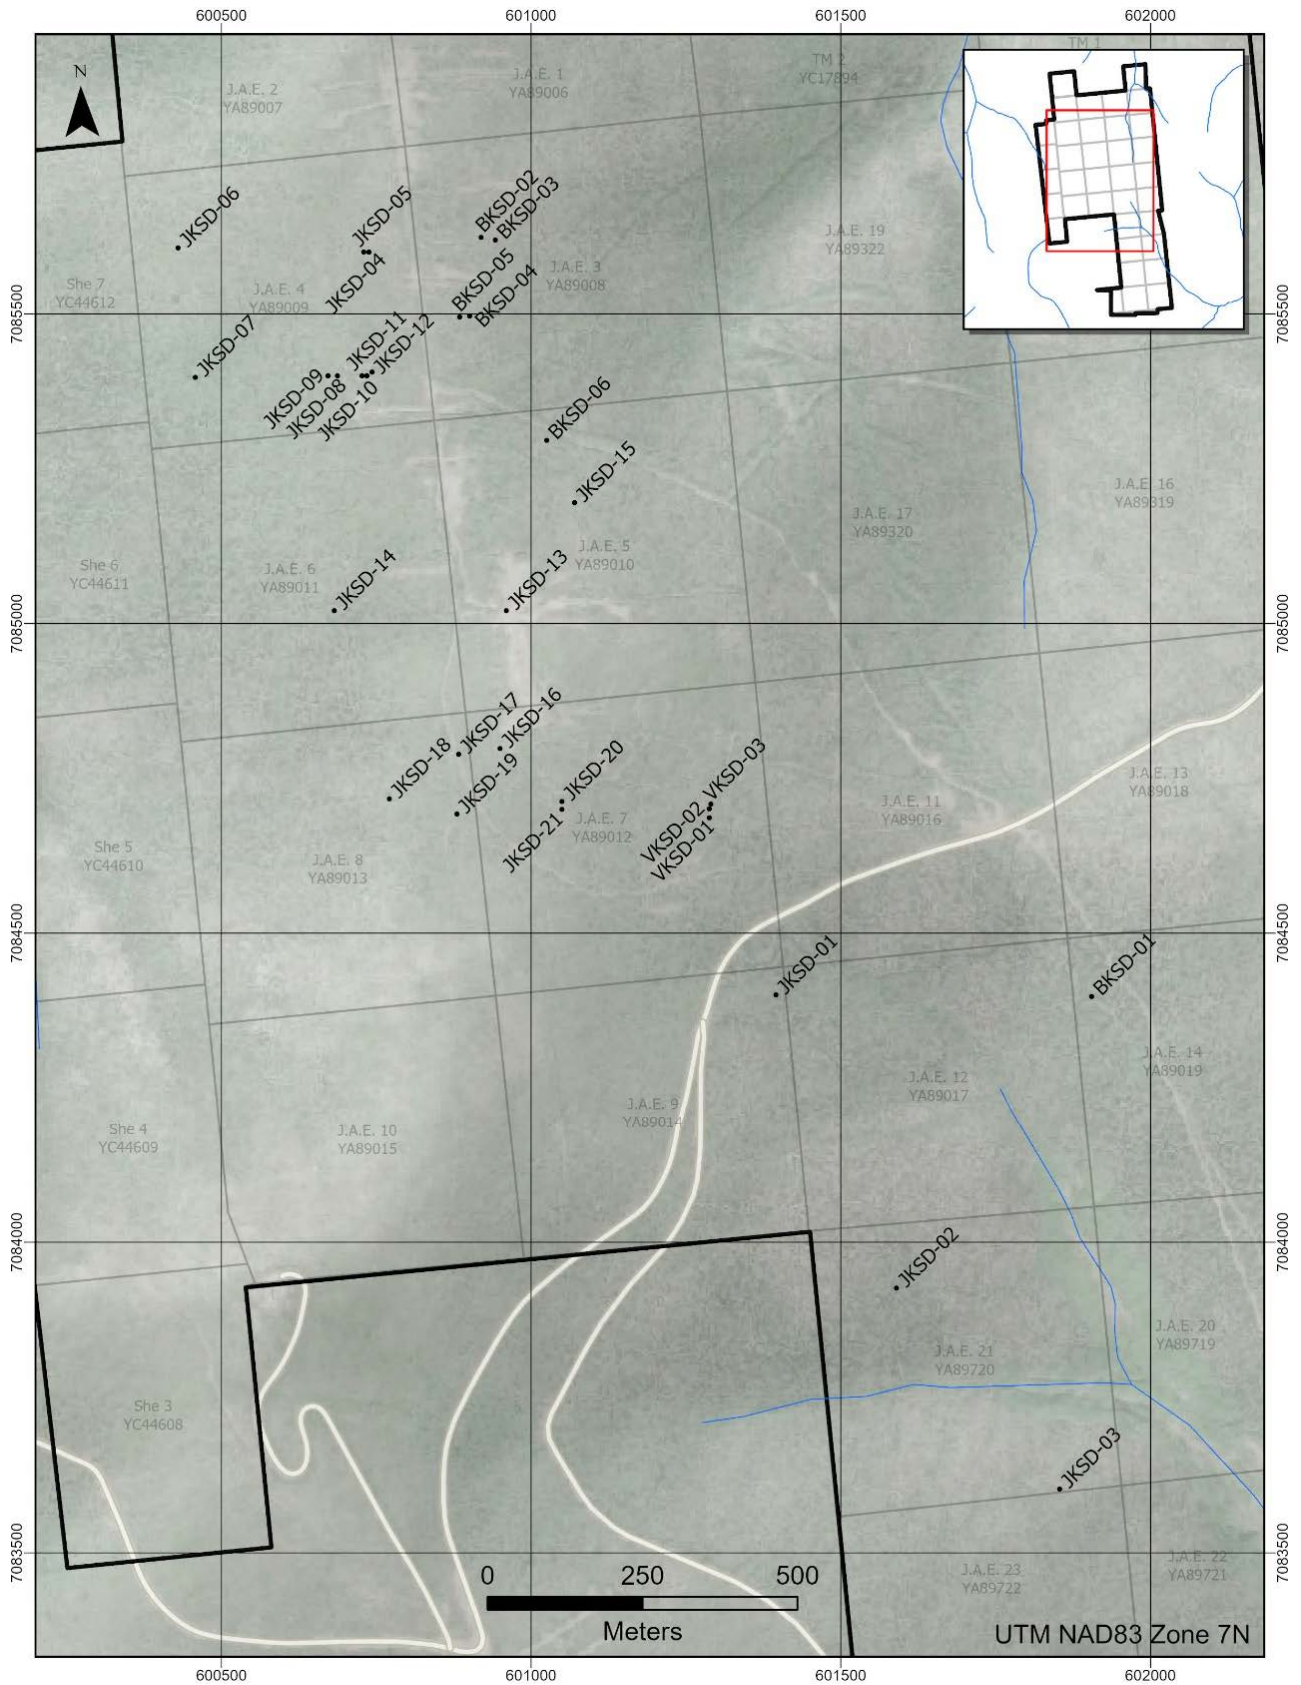 600500
601000
601500
602000
N
J.A.E. 2
YA89007
J.A.E. 1
YA89006
TM 2
YC17894
TM 1
JKSD-06
JKSD-05
BKSD-02
BKSD-03
JKSD-04
BKSD-05
BKSD-04
J.A.E. 3
YA89008
J.A.E. 19
YA89322
She 7
YC44612
J.A.E. 4
YA89009
7085500
7085500
JKSD-07
JKSD-11
JKSD-12
JKSD-09
JKSD-08
JKSD-10
BKSD-06
JKSD-15
J.A.E. 16
YA89319
J.A.E. 17
YA89320
JKSD-14
JKSD-13
J.A.E. 5
YA89010
She 6
YC44611
J.A.E. 6
YA89011
7085000
7085000
JKSD-17
JKSD-16
JKSD-18
JKSD-19
JKSD-20
JKSD-21
VKSD-03
VKSD-02
VKSD-01
J.A.E. 7
YA89012
J.A.E. 11
YA89016
J.A.E. 13
YA89018
She 5
YC44610
J.A.E. 8
YA89013
7084500
7084500
JKSD-01
BKSD-01
J.A.E. 14
YA89019
J.A.E. 12
YA89017
J.A.E. 9
YA89014
She 4
YC44609
J.A.E. 10
YA89015
7084000
7084000
JKSD-02
J.A.E. 20
YA89719
J.A.E. 21
YA89720
She 3
YC44608
JKSD-03
7083500
7083500
J.A.E. 23
YA89722
J.A.E. 22
YA89721
0 250 500
Meters
UTM NAD83 Zone 7N
600500
601000
601500
602000